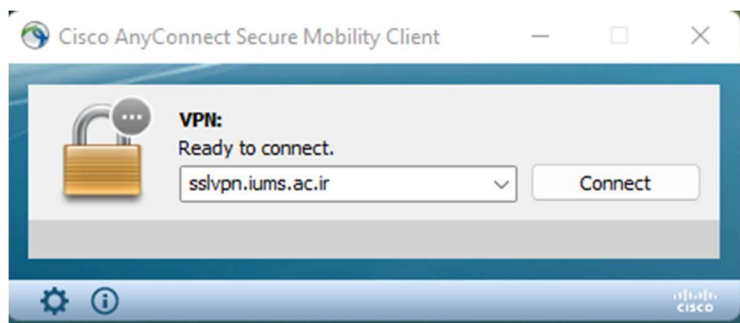 Cisco AnyConnect Secure Mobility Client
VPN:
Ready to connect.
sslvpn.iums.ac.ir
Connect
cisco